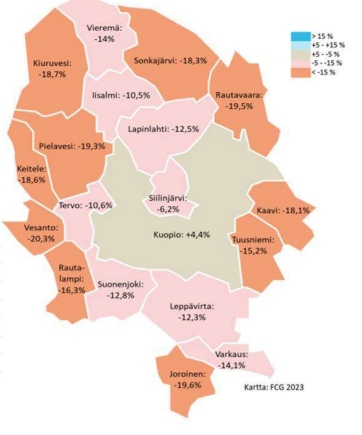 Vieremä:
-14%
> 15 %
+5 - +15 %
+5 - -5 %
-5 - -15 %
< -15 %
Kiuruvesi:
-18,7%
Sonkajärvi: -18,3%
Iisalmi: -10,5%
Rautavaara:
-19,5%
Lapinlahti: -12,5%
Pielavesi: -19,3%
Keitele:
-18,6%
Siilinjärvi:
-6,2%
Tervo: -10,6%
Kaavi: -18,1%
Vesanto:
-20,3%
Kuopio: +4,4%
Tuusniemi:
-15,2%
Rauta-
lampi:
-16,3%
Suonenjoki:
-12,8%
Leppävirta:
-12,3%
Varkaus:
-14,1%
Joroinen:
-19,6%
Kartta: FCG 2023